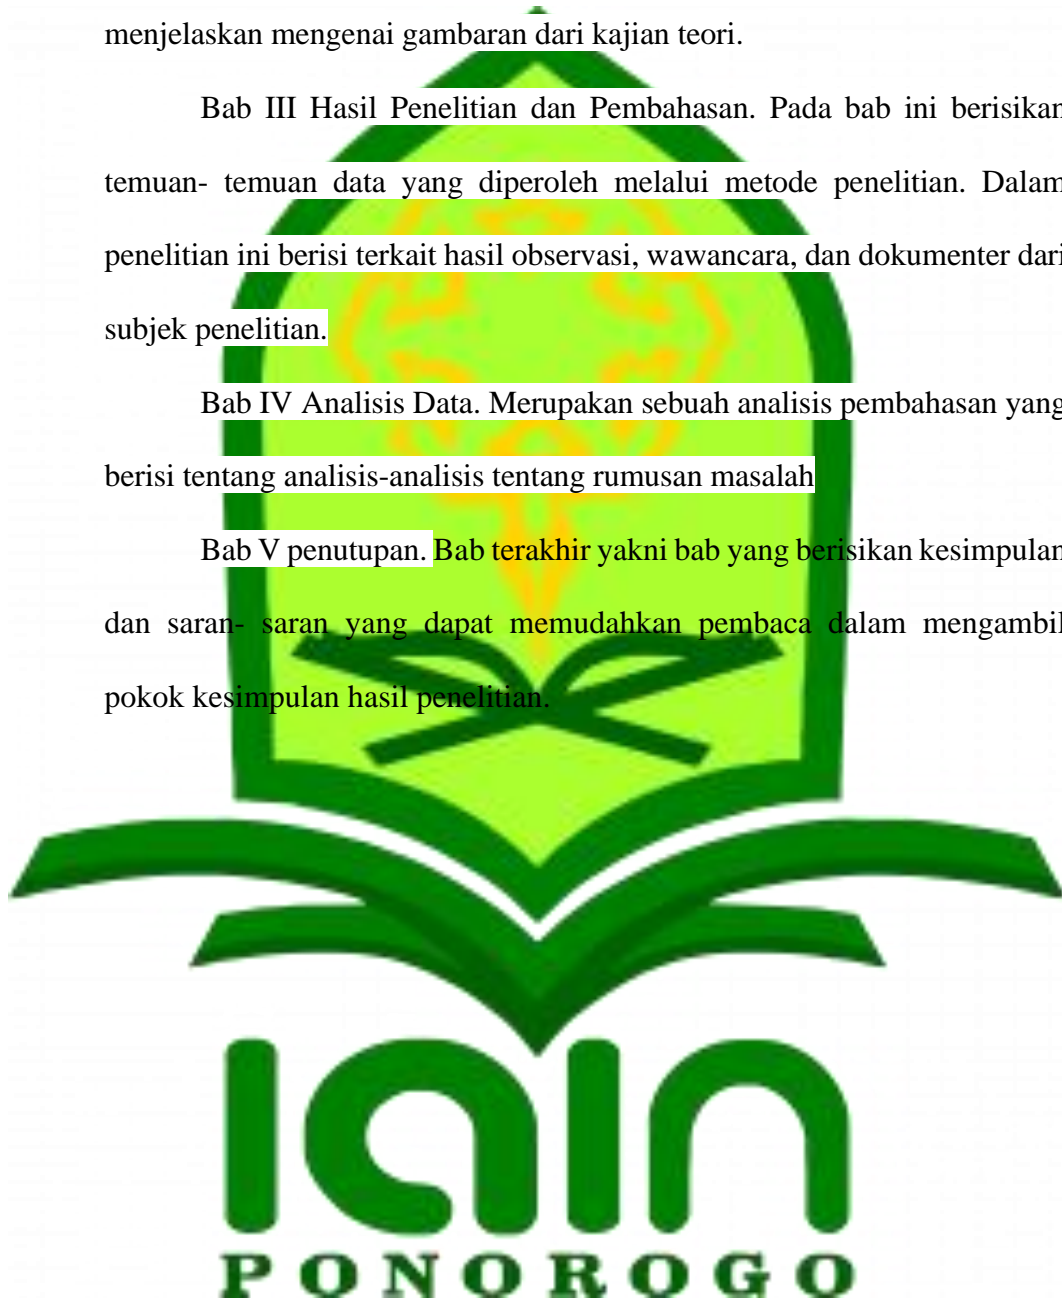 menjelaskan mengenai gambaran dari kajian teori.
Bab III Hasil Penelitian dan Pembahasan. Pada bab ini berisikan
temuan- temuan data yang diperoleh melalui metode penelitian. Dalam
penelitian ini berisi terkait hasil observasi, wawancara, dan dokumenter dari
subjek penelitian.
Bab IV Analisis Data. Merupakan sebuah analisis pembahasan yang
berisi tentang analisis-analisis tentang rumusan masalah
Bab V penutupan. Bab terakhir yakni bab yang berisikan kesimpulan
dan saran- saran yang dapat memudahkan pembaca dalam mengambil
pokok kesimpulan hasil penelitian.
iain
PONOROGO